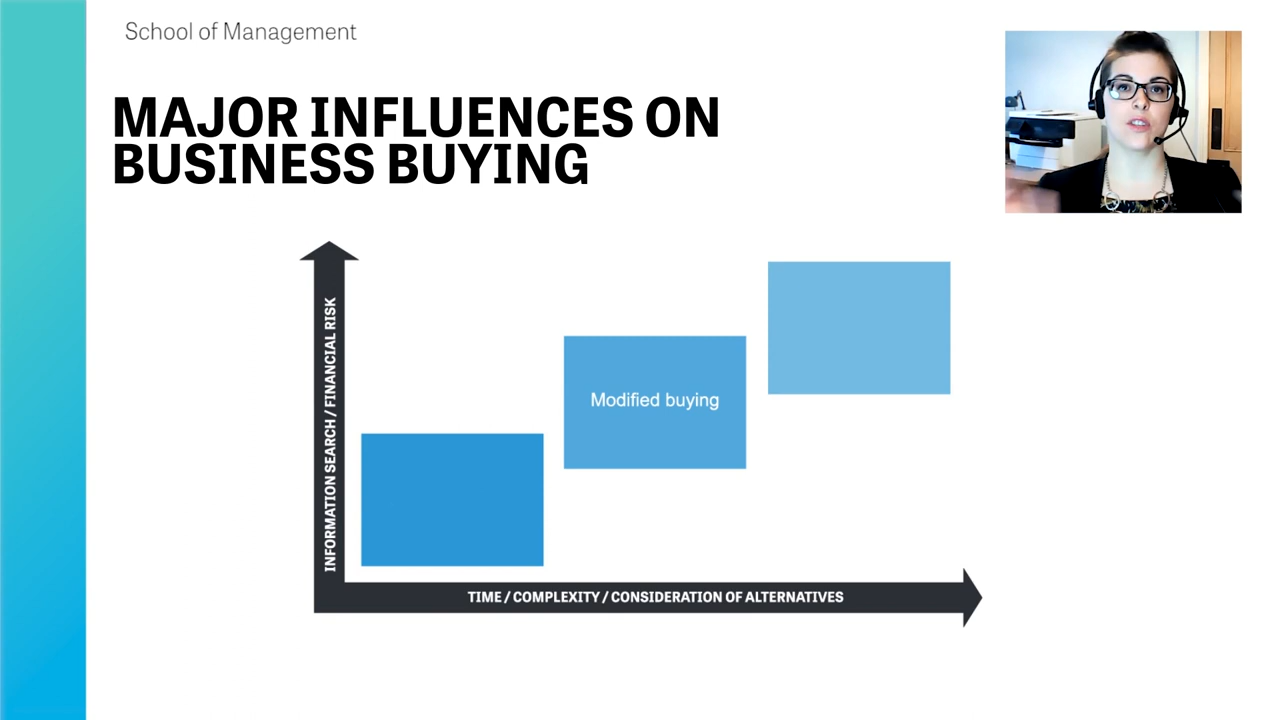 School of Management
MAJOR INFLUENCES ON
BUSINESS BUYING
INFORMATION SEARCH / FINANCIAL RISK
Modified buying
TIME / COMPLEXITY / CONSIDERATION OF ALTERNATIVES